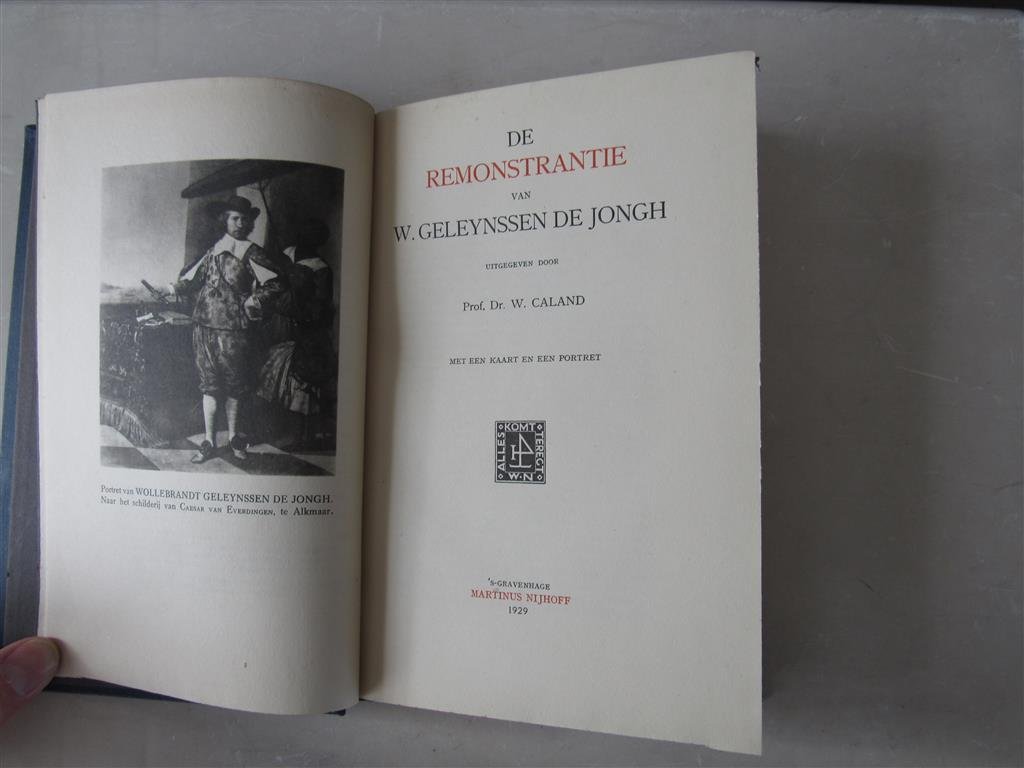 Portret van WOLLEBRANDT GELEYNSSEN DE JONGH.
Naar het schilderij van CAESAR VAN EVERDINGEN, te Alkmaar.
DE
REMONSTRANTIE
VAN
W. GELEYNSSEN DE JONGH
UITGEGEVEN DOOR
Prof. Dr. W. CALAND
MET EEN KAART EN EEN PORTRET
ALLES
KOMT
TERECT
W·N
'S-GRAVENHAGE
MARTINUS NIJHOFF
1929